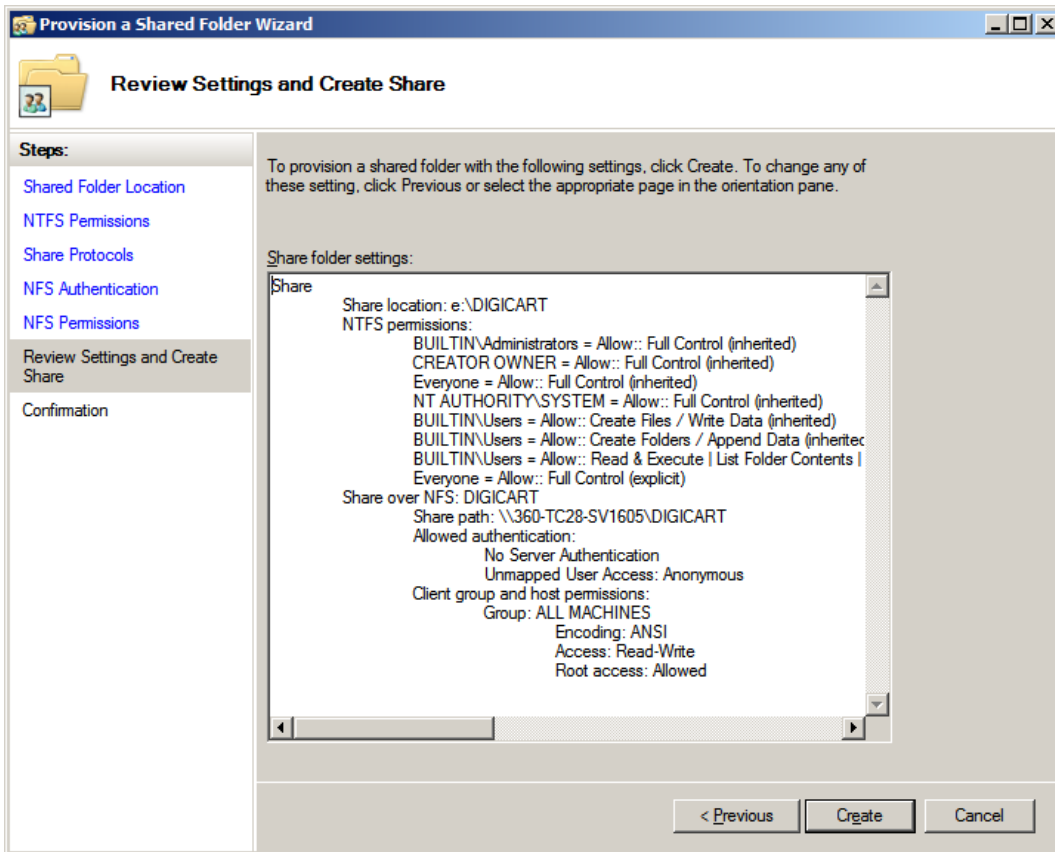 Provision a Shared Folder Wizard
Review Settings and Create Share
Steps:
Shared Folder Location
NTFS Permissions
Share Protocols
NFS Authentication
NFS Permissions
Review Settings and Create
Share
Confirmation
To provision a shared folder with the following settings, click Create. To change any of
these setting, click Previous or select the appropriate page in the orientation pane.
Share folder settings:
Share
Share location: e:\DIGICART
NTFS permissions:
BUILTIN\Administrators = Allow:: Full Control (inherited)
CREATOR OWNER = Allow:: Full Control (inherited)
Everyone = Allow:: Full Control (inherited)
NT AUTHORITY\SYSTEM = Allow:: Full Control (inherited)
BUILTIN\Users = Allow:: Create Files / Write Data (inherited)
BUILTIN\Users = Allow:: Create Folders / Append Data (inherited
BUILTIN\Users = Allow:: Read & Execute | List Folder Contents |
Everyone = Allow:: Full Control (explicit)
Share over NFS: DIGICART
Share path: \\360-TC28-SV1605\DIGICART
Allowed authentication:
No Server Authentication
Unmapped User Access: Anonymous
Client group and host permissions:
Group: ALL MACHINES
Encoding: ANSI
Access: Read-Write
Root access: Allowed
< Previous
Create
Cancel